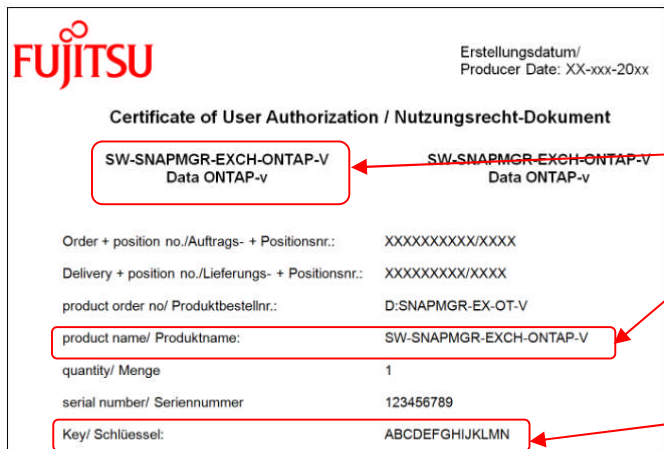 FUJITSU
Erstellungsdatum/
Producer Date: XX-xxx-20xx
Certificate of User Authorization / Nutzungsrecht-Dokument
SW-SNAPMGR-EXCH-ONTAP-V SW-SNAPMGR-EXCH-ONTAP-V
Data ONTAP-v Data ONTAP-v
Order + position no./Auftrags- + Positionsnr.: XXXXXXXXXX/XXXX
Delivery + position no./Lieferungs- + Positionsnr.: XXXXXXXXX/XXXX
product order no/ Produktbestellnr.: D:SNAPMGR-EX-OT-V
product name/ Produktname: SW-SNAPMGR-EXCH-ONTAP-V
quantity/ Menge 1
serial number/ Seriennummer 123456789
Key/ Schlüessel: ABCDEFGHIJKLMN